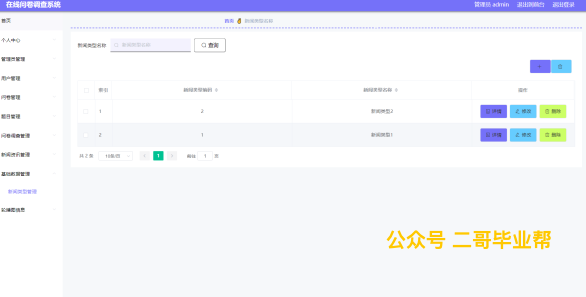 在线问卷调查系统 管理员 admin 退出到前台 退出登录
首页 首页 新闻类型名称
个人中心
管理员管理
用户管理
问卷管理
题目管理
问卷调查管理
新闻资讯管理
基础数据管理
新闻类型管理
轮播图信息
新闻类型名称 新闻类型名称 查询
索引 新闻类型编码 新闻类型名称 操作
1 2 新闻类型2 详情 修改 删除
2 1 新闻类型1 详情 修改 删除
共 2 条 10条/页 1 前往 1 页
公众号 二哥毕业帮